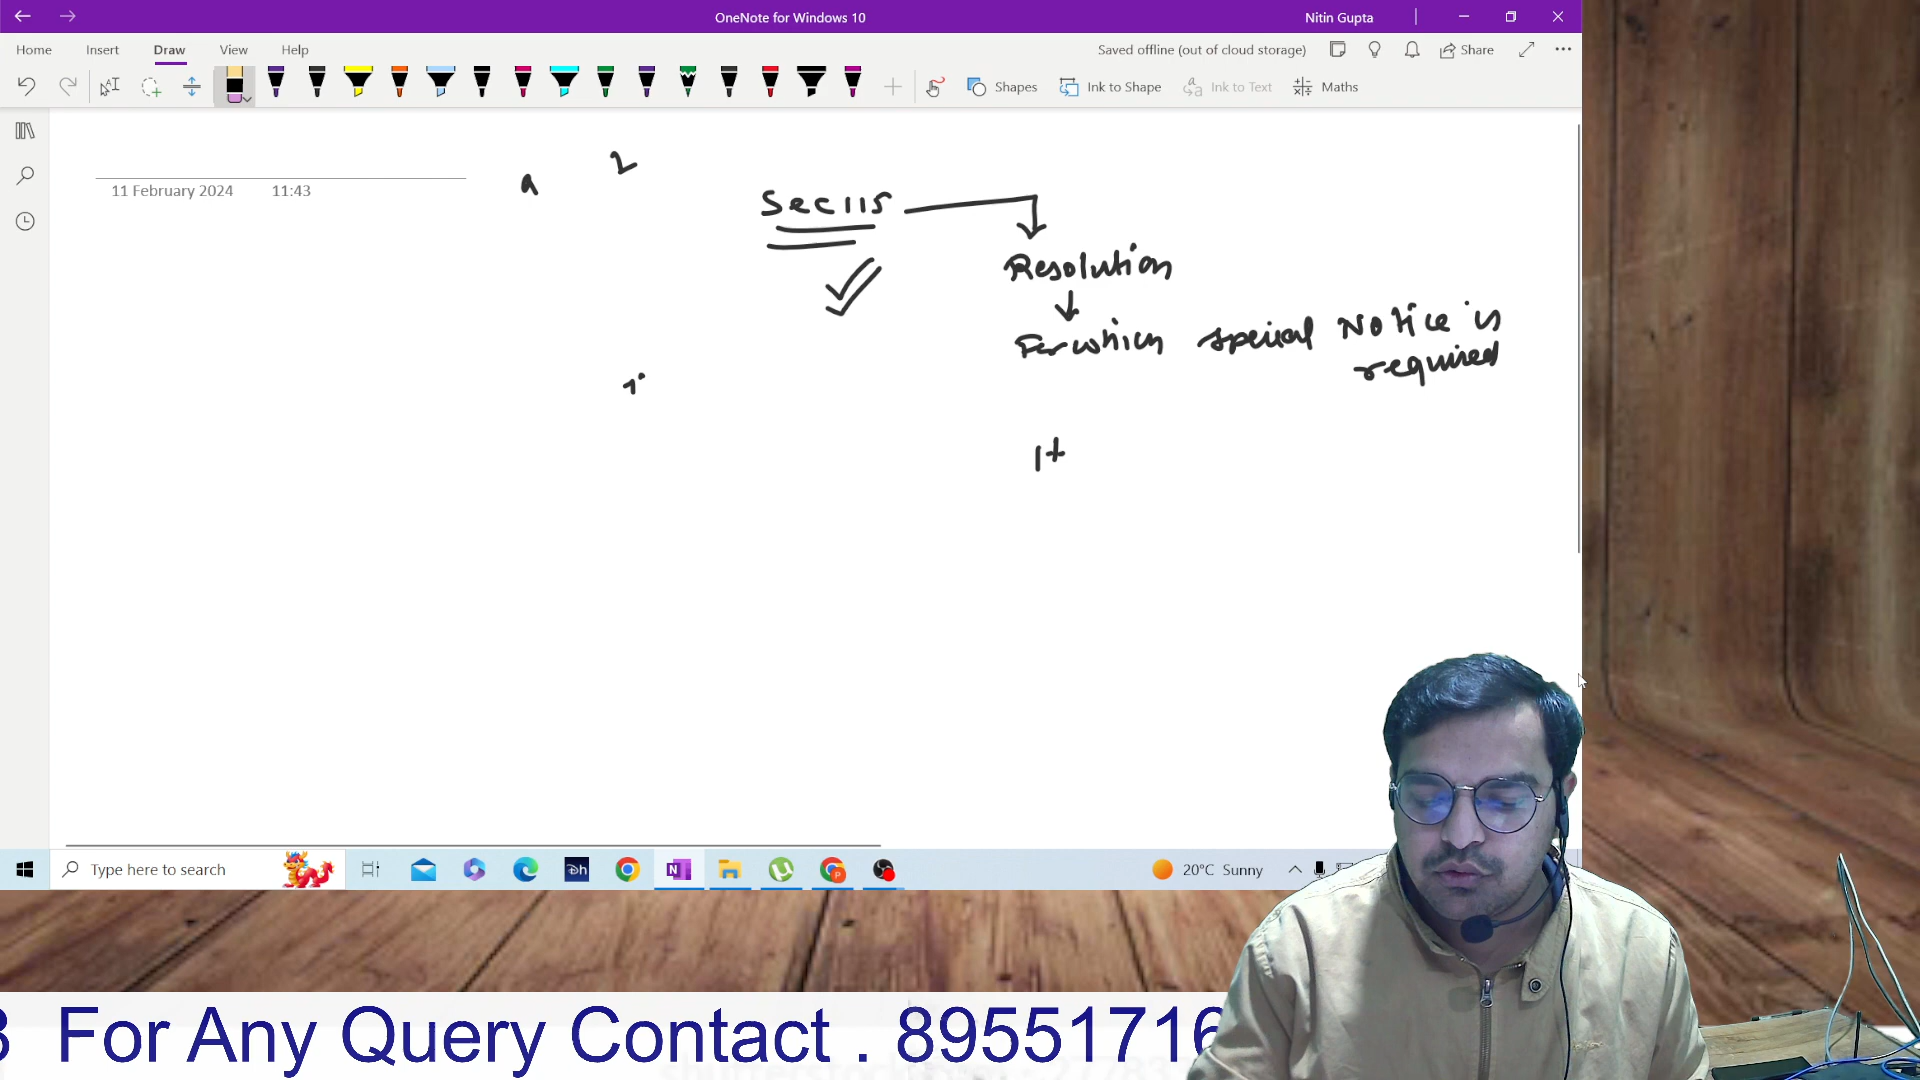 OneNote for Windows 10
Nitin Gupta
Home Insert Draw View Help
Saved offline (out of cloud storage)
Share
Shapes
Ink to Shape
Ink to Text
Maths
11 February 2024 11:43
a 2
Sec 115
Resolution
For which special Notice is
required
1+
Type here to search
20°C Sunny
3 For Any Query Contact . 89551716